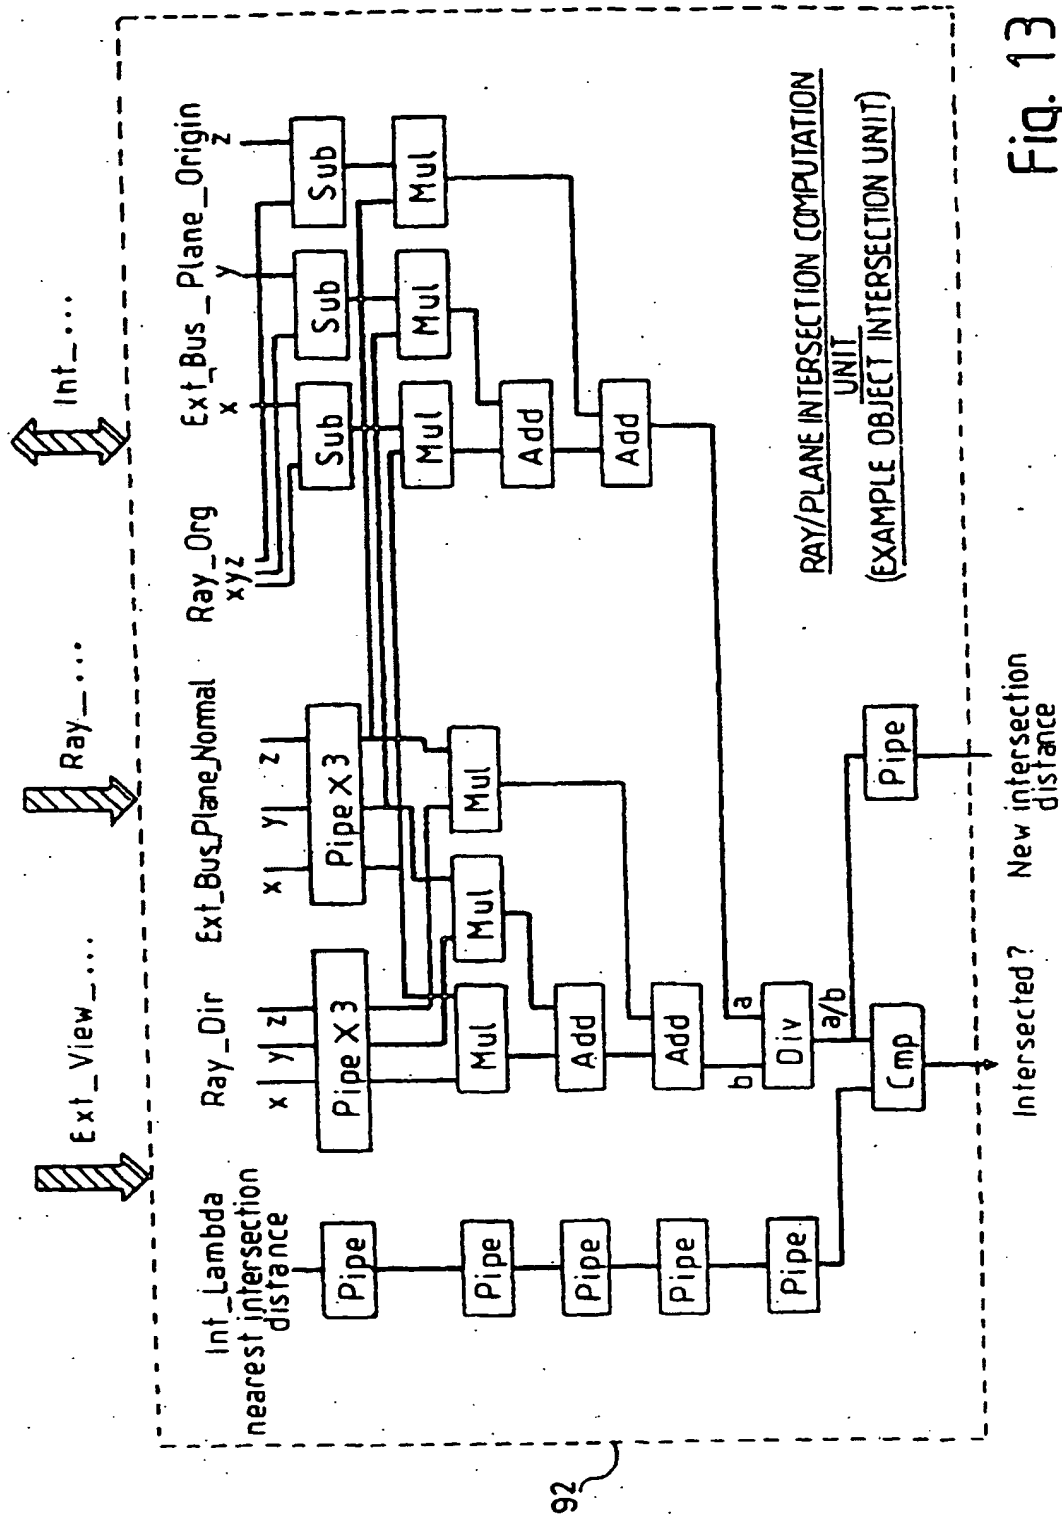 Ext_View_...
Ray_...
Int_...
Int_Lambda
nearest intersection
distance
Ray_Dir
x y z
Ext_Bus_Plane_Normal
x y z
Ray_Org
xyz
Ext_Bus_Plane_Origin
x y z
Pipe
Pipe X 3
Pipe X 3
Sub
Sub
Sub
Pipe
Mul
Mul
Mul
Mul
Mul
Mul
Pipe
Add
Add
Pipe
Add
Add
Pipe
b
a
Div
a/b
Cmp
Pipe
RAY/PLANE INTERSECTION COMPUTATION
UNIT
(EXAMPLE OBJECT INTERSECTION UNIT)
Intersected?
New intersection
distance
92
Fig. 13